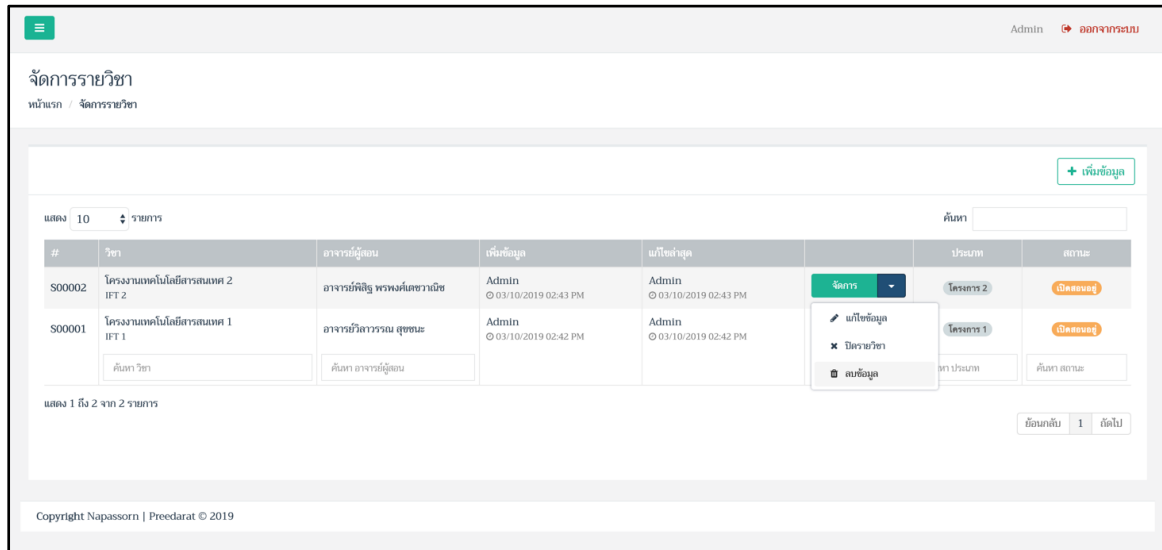 Admin ออกจากระบบ
จัดการรายวิชา
หน้าแรก / จัดการรายวิชา
+ เพิ่มข้อมูล
แสดง 10 รายการ ค้นหา
# วิชา อาจารย์ผู้สอน เพิ่มข้อมูล แก้ไขล่าสุด ประเภท สถานะ
S00002 โครงงานเทคโนโลยีสารสนเทศ 2 อาจารย์พิสิฐ พรพงศ์เตชวาณิช Admin Admin จัดการ โครงการ 2 เปิดสอนอยู่
IFT 2 03/10/2019 02:43 PM 03/10/2019 02:43 PM
แก้ไขข้อมูล
S00001 โครงงานเทคโนโลยีสารสนเทศ 1 อาจารย์วิลาวรรณ สุขชนะ Admin Admin โครงการ 1 เปิดสอนอยู่
IFT 1 03/10/2019 02:42 PM 03/10/2019 02:42 PM
ปิดรายวิชา
ค้นหา วิชา ค้นหา อาจารย์ผู้สอน ลบข้อมูล หา ประเภท ค้นหา สถานะ
แสดง 1 ถึง 2 จาก 2 รายการ
ย้อนกลับ 1 ถัดไป
Copyright Napassorn | Preedarat © 2019